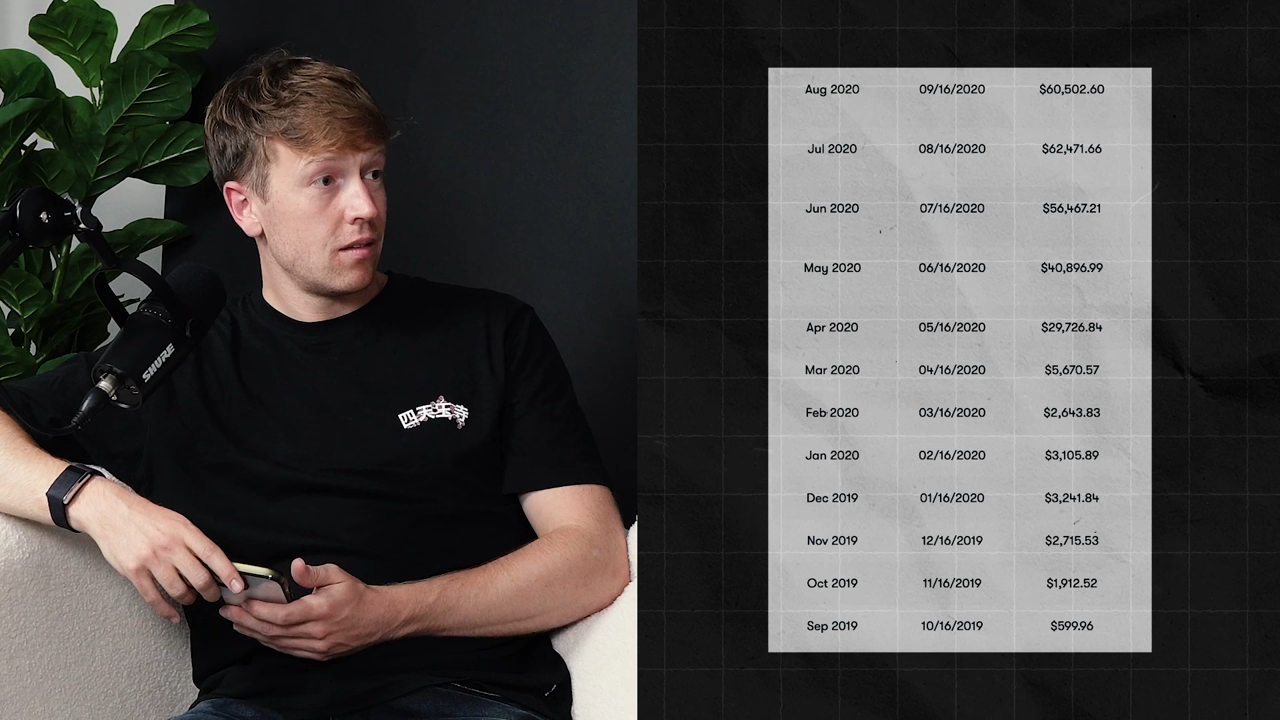 SHURE
四天王寺
Aug 2020 09/16/2020 $60,502.60
Jul 2020 08/16/2020 $62,471.66
Jun 2020 07/16/2020 $56,467.21
May 2020 06/16/2020 $40,896.99
Apr 2020 05/16/2020 $29,726.84
Mar 2020 04/16/2020 $5,670.57
Feb 2020 03/16/2020 $2,643.83
Jan 2020 02/16/2020 $3,105.89
Dec 2019 01/16/2020 $3,241.84
Nov 2019 12/16/2019 $2,715.53
Oct 2019 11/16/2019 $1,912.52
Sep 2019 10/16/2019 $599.96